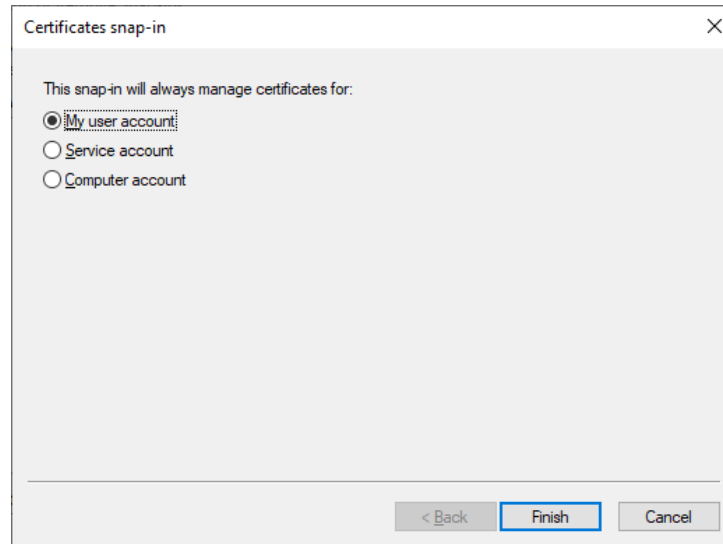 Certificates snap-in
This snap-in will always manage certificates for:
My user account
Service account
Computer account
< Back
Finish
Cancel